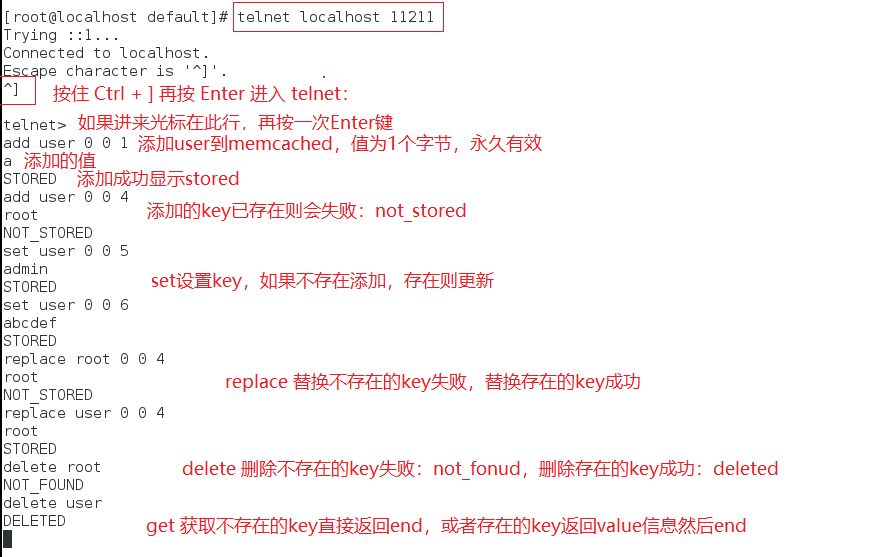 [root@localhost default]# telnet localhost 11211
Trying ::1...
Connected to localhost.
Escape character is '^]'.
^] 按住 Ctrl + ] 再按 Enter 进入 telnet：
telnet> 如果进来光标在此行，再按一次Enter键
add user 0 0 1 添加user到memcached，值为1个字节，永久有效
a 添加的值
STORED 添加成功显示stored
add user 0 0 4
root 添加的key已存在则会失败：not_stored
NOT_STORED
set user 0 0 5
admin
STORED set设置key，如果不存在添加，存在则更新
set user 0 0 6
abcdef
STORED
replace root 0 0 4
root replace 替换不存在的key失败，替换存在的key成功
NOT_STORED
replace user 0 0 4
root
STORED
delete root delete 删除不存在的key失败：not_fonud，删除存在的key成功：deleted
NOT_FOUND
delete user
DELETED get 获取不存在的key直接返回end，或者存在的key返回value信息然后end